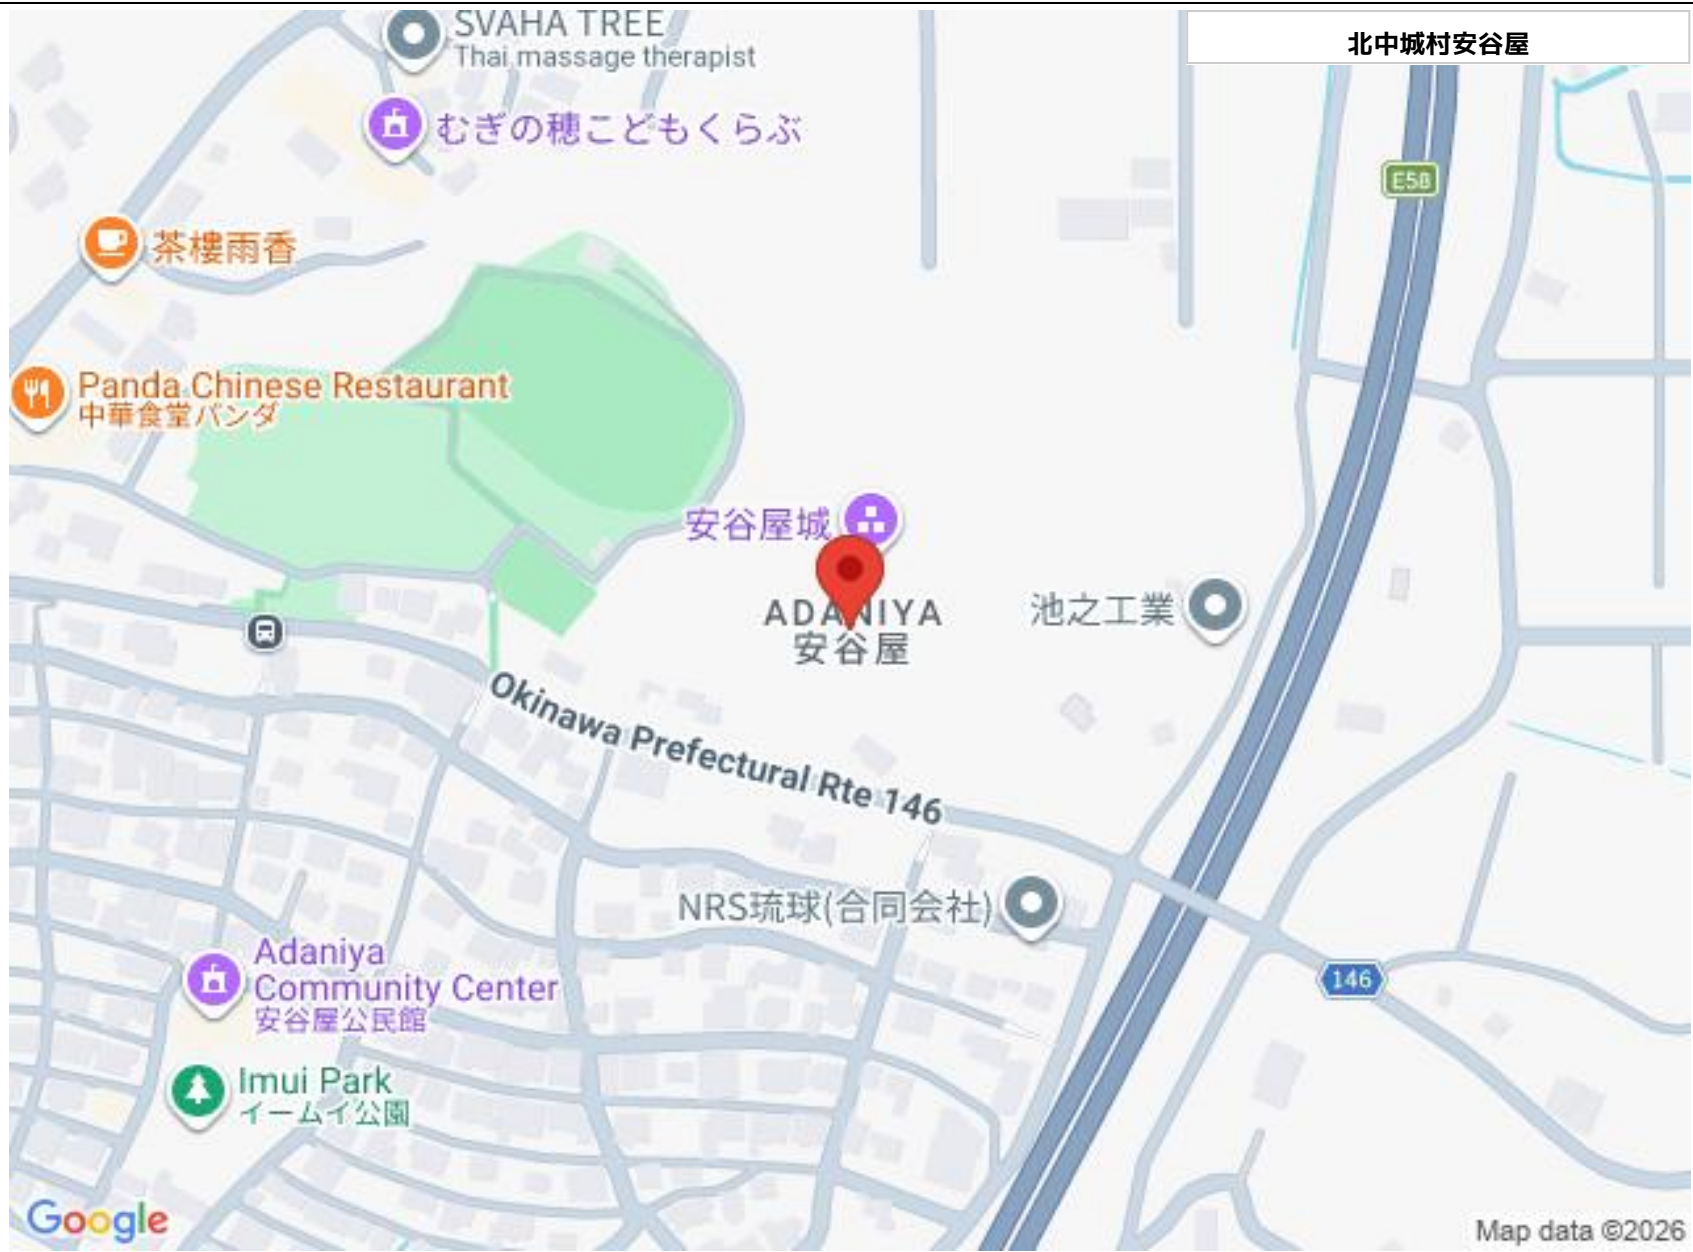 SVAHA TREE
Thai massage therapist
北中城村安谷屋
むぎの穂こどもくらぶ
E58
茶樓雨香
Panda Chinese Restaurant
中華食堂パンダ
安谷屋城
ADANIYA
安谷屋
池之工業
Okinawa Prefectural Rte 146
NRS琉球(合同会社)
Adaniya
Community Center
安谷屋公民館
146
Imui Park
イームイ公園
Google
Map data ©2026